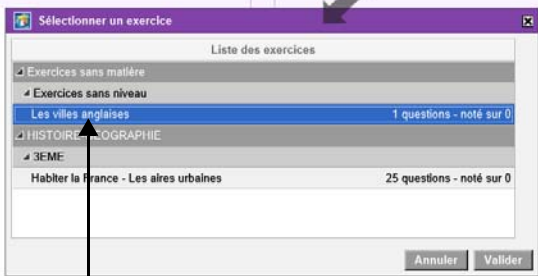 Sélectionner un exercice
Liste des exercices
Exercices sans matière
Exercices sans niveau
Les villes anglaises 1 questions - noté sur 0
HISTOIRE-GEOGRAPHIE
3EME
Habiter la France - Les aires urbaines 25 questions - noté sur 0
Annuler Valider